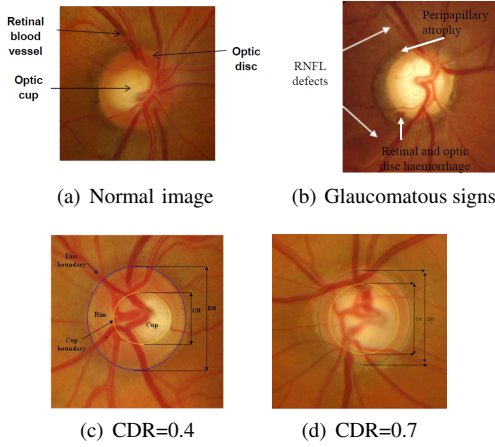 Retinal
blood
vessel
Optic
disc
Optic
cup
Peripapillary
atrophy
RNFL
defects
Retinal and optic
disc haemorrhage
(a) Normal image
(b) Glaucomatous signs
Disc
boundary
Rim
Cup
CH
DH
Cup
boundary
CH
DH
(c) CDR=0.4
(d) CDR=0.7